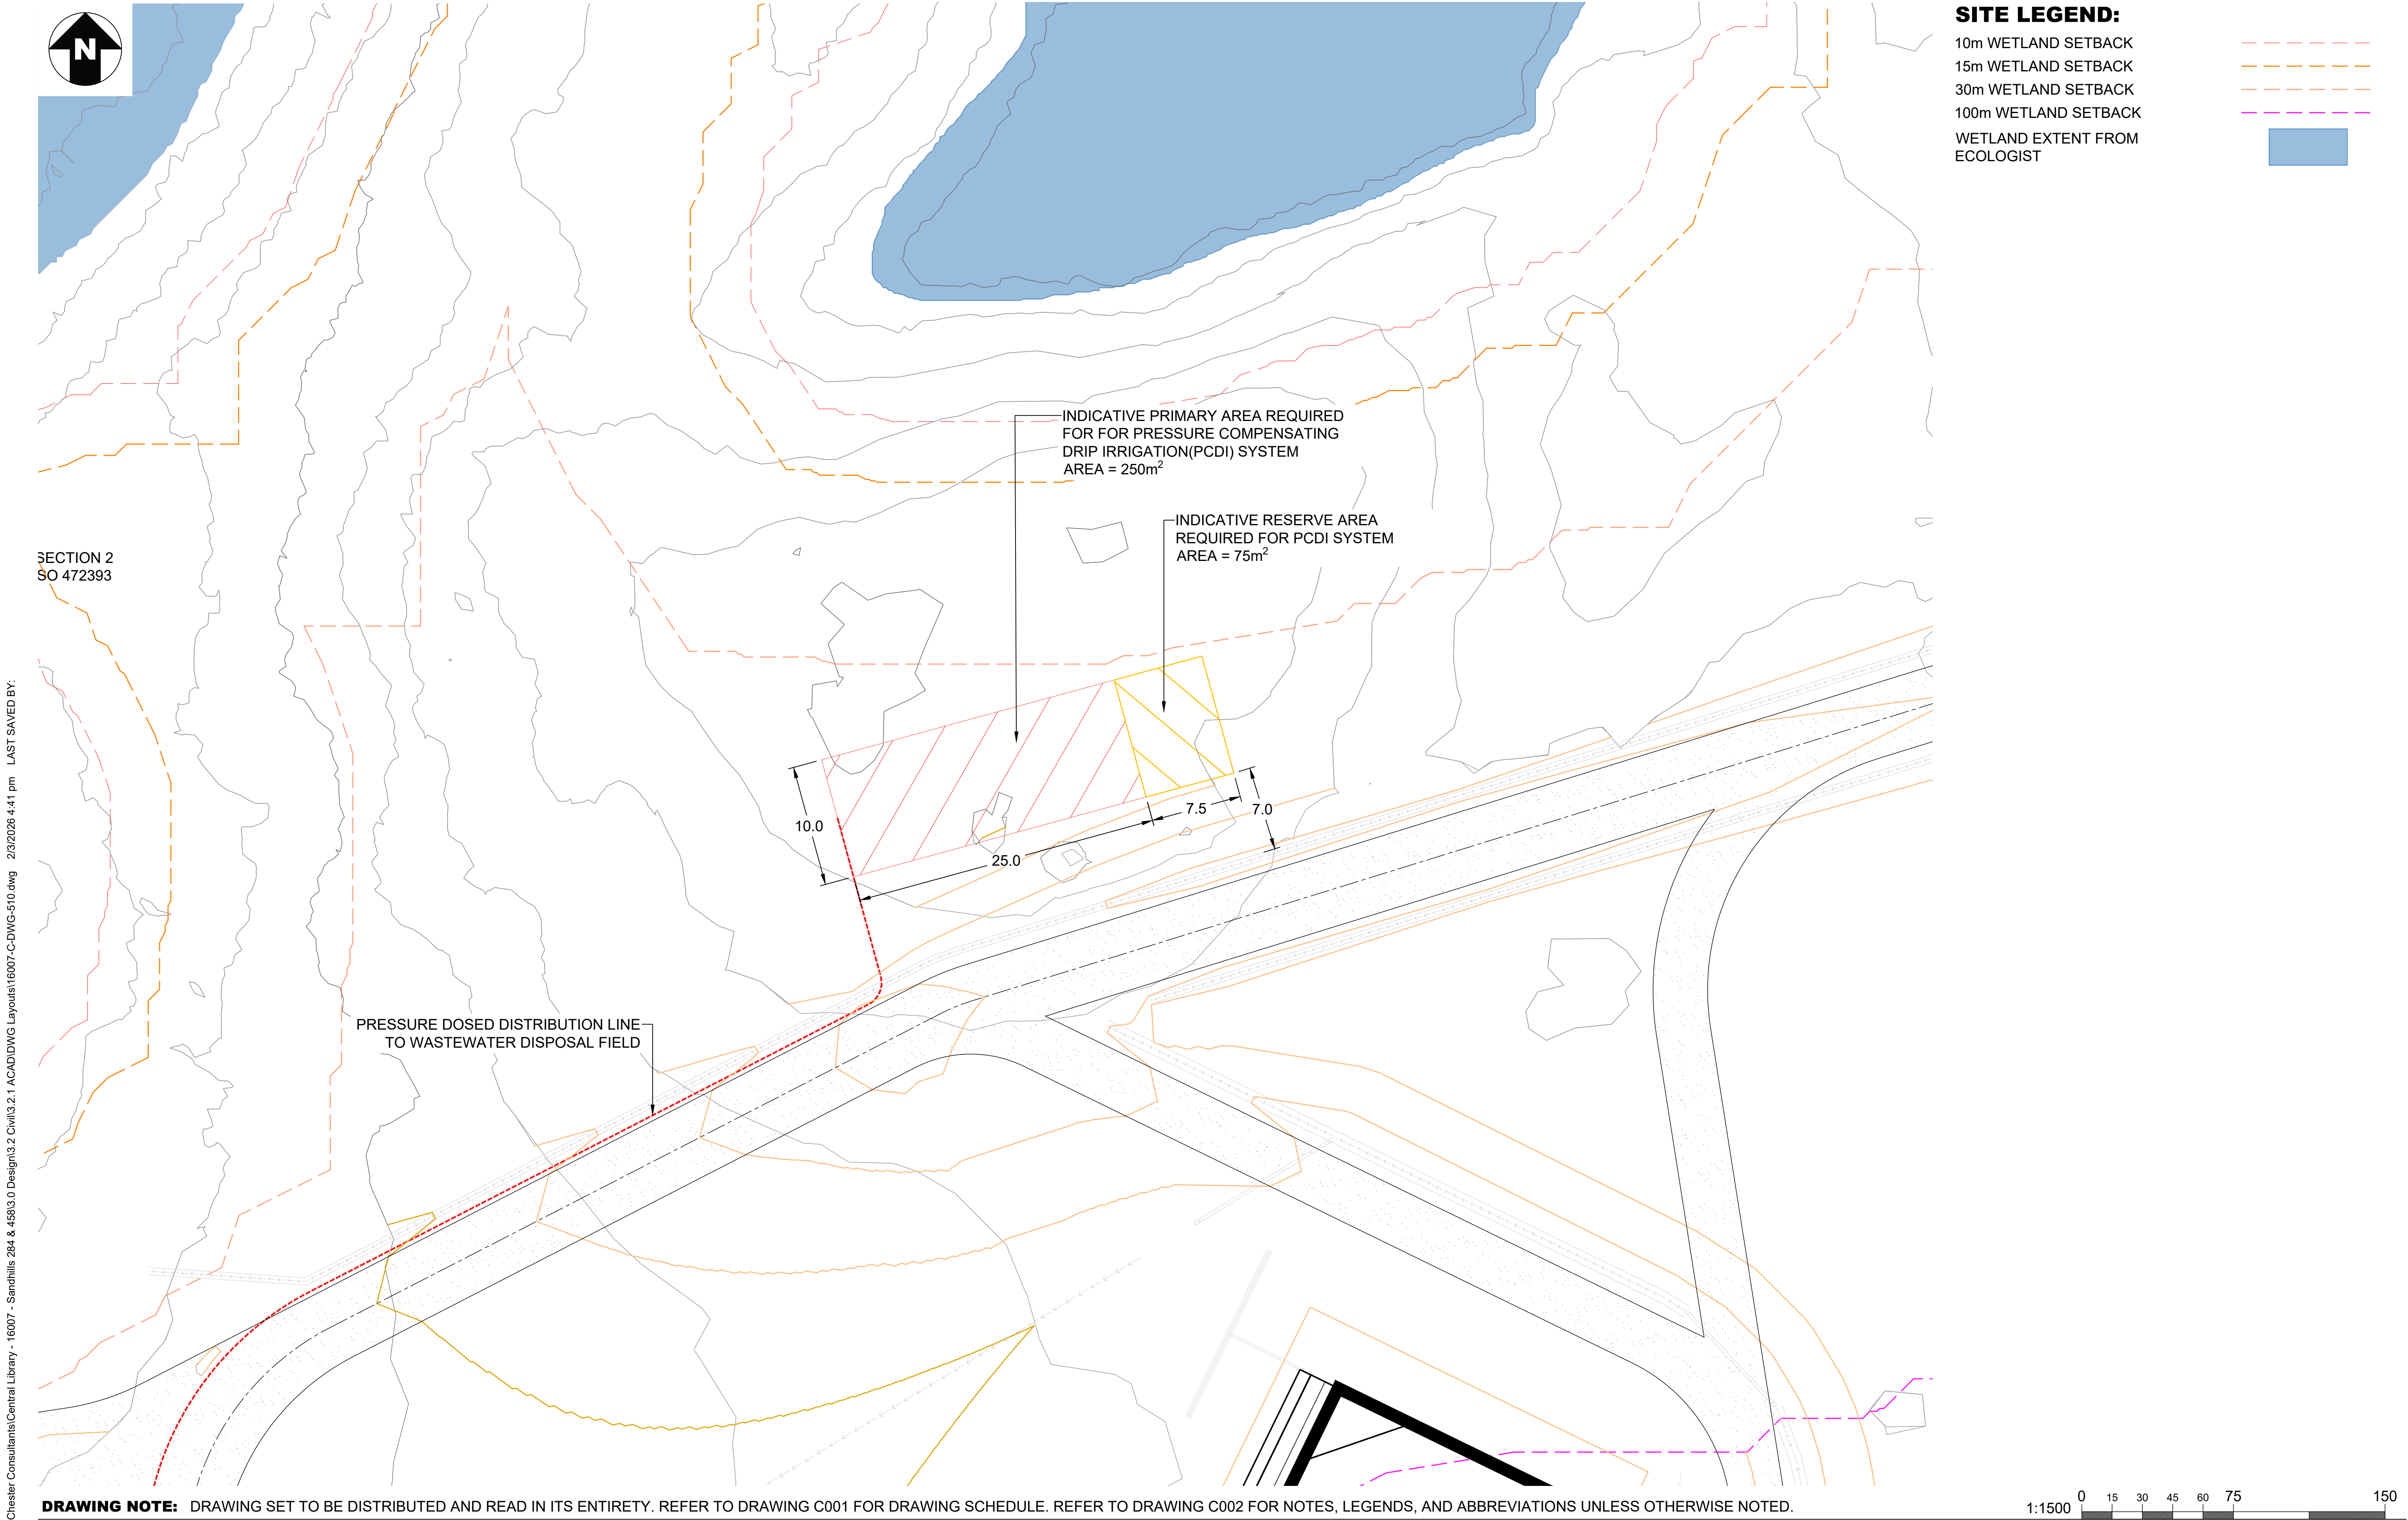 N
SITE LEGEND:
10m WETLAND SETBACK
15m WETLAND SETBACK
30m WETLAND SETBACK
100m WETLAND SETBACK
WETLAND EXTENT FROM
ECOLOGIST
INDICATIVE PRIMARY AREA REQUIRED
FOR FOR PRESSURE COMPENSATING
DRIP IRRIGATION(PCDI) SYSTEM
AREA = 250m²
INDICATIVE RESERVE AREA
REQUIRED FOR PCDI SYSTEM
AREA = 75m²
SECTION 2
SO 472393
10.0
25.0
7.5
7.0
PRESSURE DOSED DISTRIBUTION LINE
TO WASTEWATER DISPOSAL FIELD
Chester Consultants\Central Library - 16007 - Sandhills 284 & 458\3.0 Design\3.2 Civil\3.2.1 ACAD\DWG Layouts\16007-C-DWG-510.dwg 2/3/2026 4:41 pm LAST SAVED BY:
DRAWING NOTE: DRAWING SET TO BE DISTRIBUTED AND READ IN ITS ENTIRETY. REFER TO DRAWING C001 FOR DRAWING SCHEDULE. REFER TO DRAWING C002 FOR NOTES, LEGENDS, AND ABBREVIATIONS UNLESS OTHERWISE NOTED.
1:1500 0 15 30 45 60 75 150